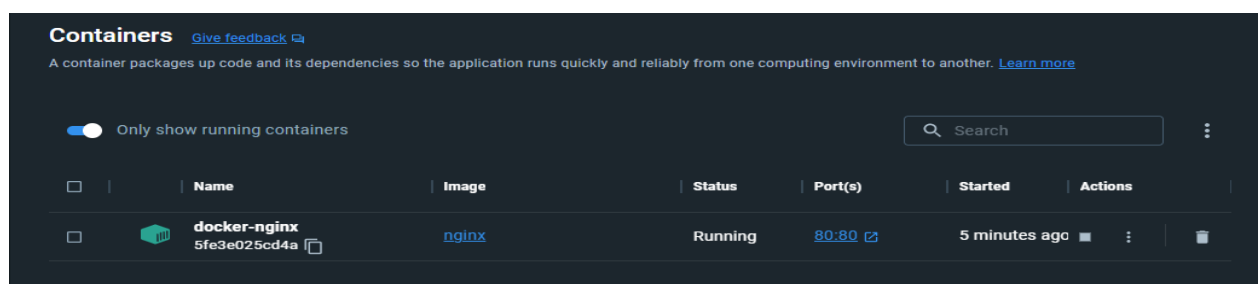 Containers Give feedback
A container packages up code and its dependencies so the application runs quickly and reliably from one computing environment to another. Learn more
Only show running containers Search
Name Image Status Port(s) Started Actions
docker-nginx
5fe3e025cd4a nginx Running 80:80 5 minutes ago